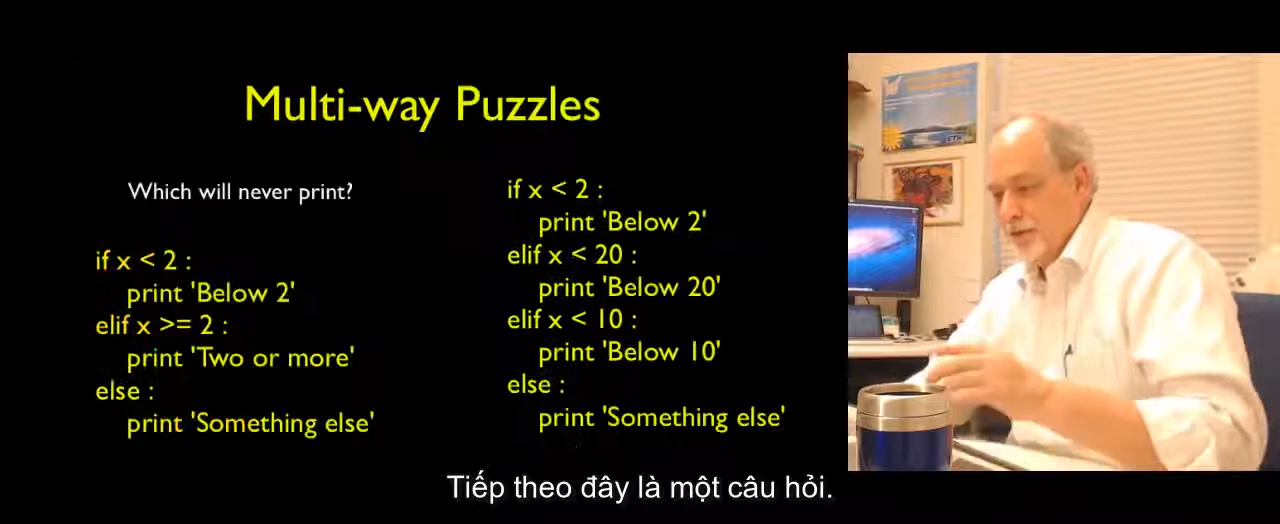 Multi-way Puzzles
Which will never print?
if x < 2 :
print 'Below 2'
elif x >= 2 :
print 'Two or more'
else :
print 'Something else'
if x < 2 :
print 'Below 2'
elif x < 20 :
print 'Below 20'
elif x < 10 :
print 'Below 10'
else :
print 'Something else'
Tiếp theo đây là một câu hỏi.